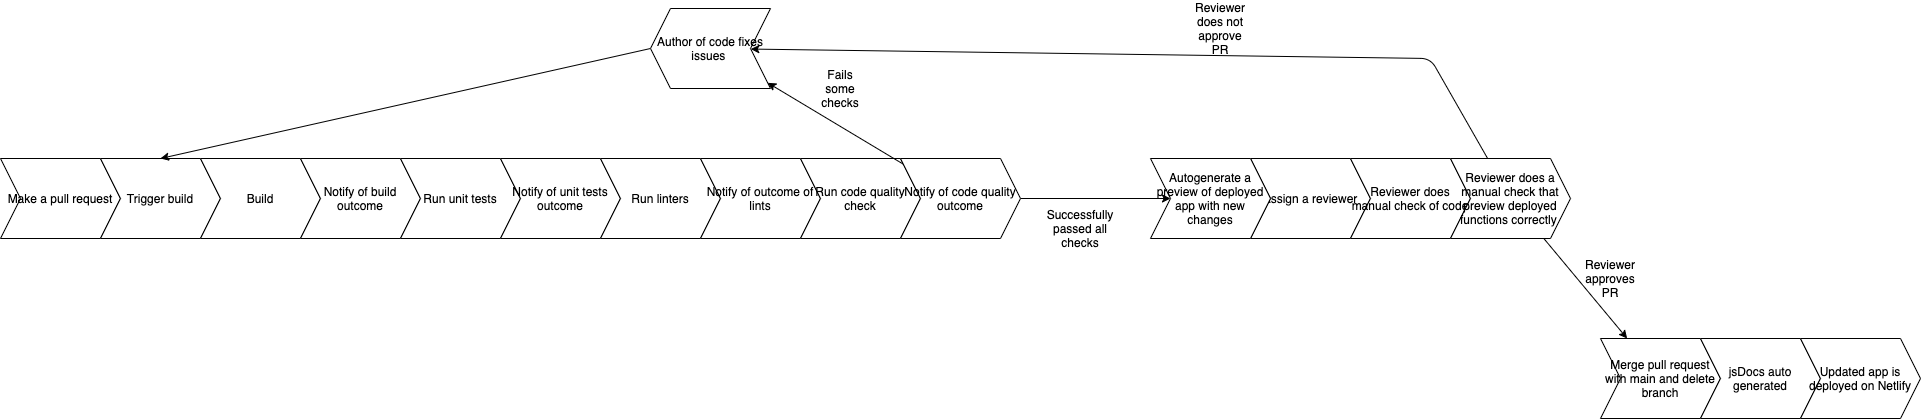 Reviewer
does not
approve
PR
Author of code fixes
issues
Fails
some
checks
Make a pull request
Trigger build
Build
Notify of build
outcome
Run unit tests
Notify of unit tests
outcome
Run linters
Notify of outcome of
lints
Run code quality
check
Notify of code quality
outcome
Successfully
passed all
checks
Autogenerate a
preview of deployed
app with new
changes
ssign a reviewer
Reviewer does
manual check of code
Reviewer does a
manual check that
preview deployed
functions correctly
Reviewer
approves
PR
Merge pull request
with main and delete
branch
jsDocs auto
generated
Updated app is
deployed on Netlify